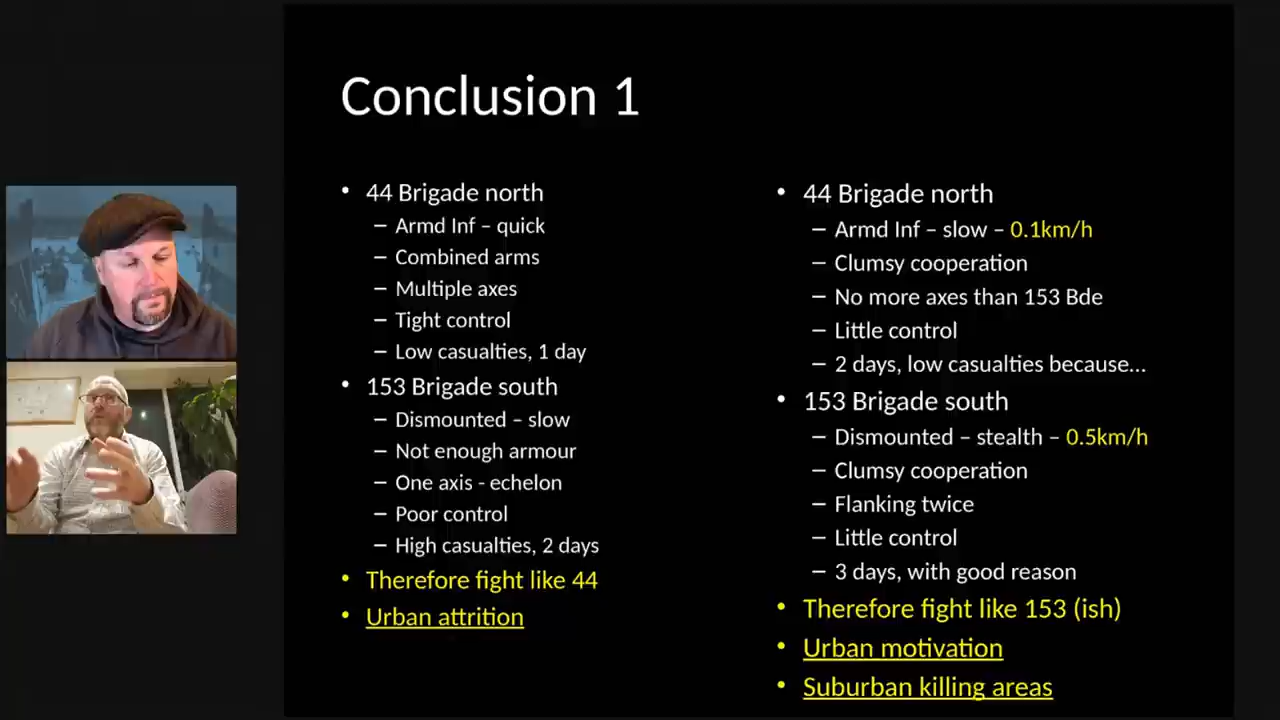 Conclusion 1
• 44 Brigade north
– Armd Inf – quick
– Combined arms
– Multiple axes
– Tight control
– Low casualties, 1 day
• 153 Brigade south
– Dismounted – slow
– Not enough armour
– One axis - echelon
– Poor control
– High casualties, 2 days
• Therefore fight like 44
• Urban attrition
• 44 Brigade north
– Armd Inf – slow – 0.1km/h
– Clumsy cooperation
– No more axes than 153 Bde
– Little control
– 2 days, low casualties because...
• 153 Brigade south
– Dismounted – stealth – 0.5km/h
– Clumsy cooperation
– Flanking twice
– Little control
– 3 days, with good reason
• Therefore fight like 153 (ish)
• Urban motivation
• Suburban killing areas